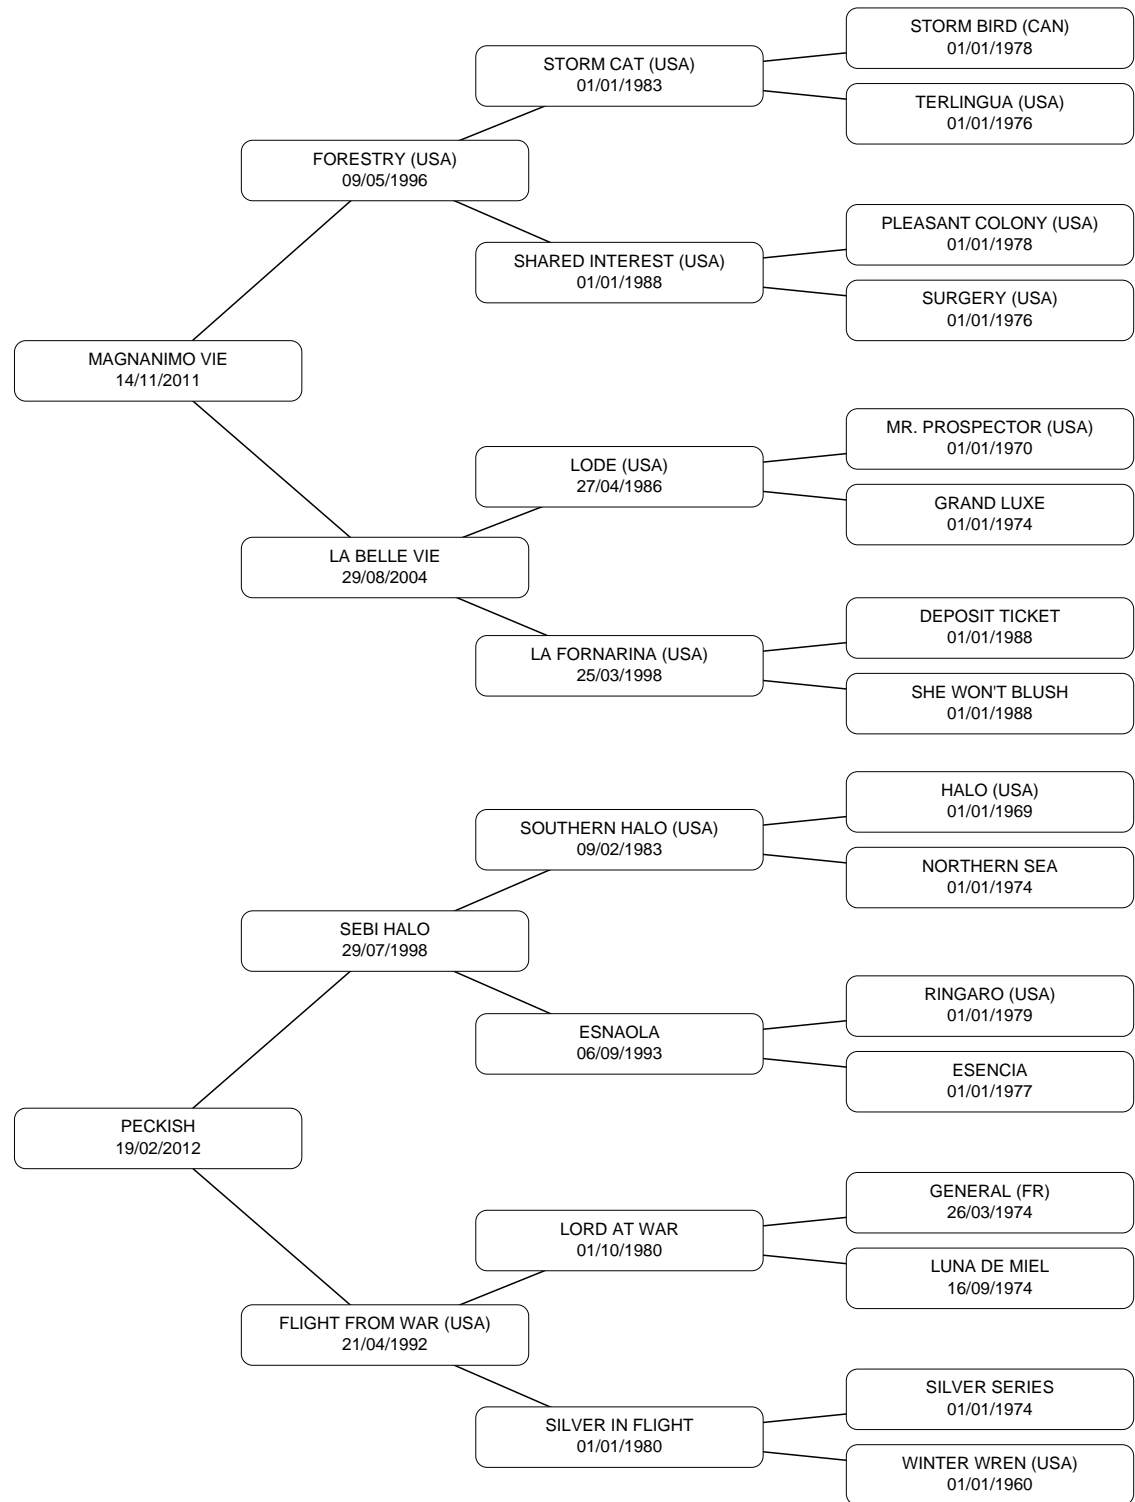 STORM BIRD (CAN)
01/01/1978
STORM CAT (USA)
01/01/1983
TERLINGUA (USA)
01/01/1976
FORESTRY (USA)
09/05/1996
PLEASANT COLONY (USA)
01/01/1978
SHARED INTEREST (USA)
01/01/1988
SURGERY (USA)
01/01/1976
MAGNANIMO VIE
14/11/2011
MR. PROSPECTOR (USA)
01/01/1970
LODE (USA)
27/04/1986
GRAND LUXE
01/01/1974
LA BELLE VIE
29/08/2004
DEPOSIT TICKET
01/01/1988
LA FORNARINA (USA)
25/03/1998
SHE WON'T BLUSH
01/01/1988
HALO (USA)
01/01/1969
SOUTHERN HALO (USA)
09/02/1983
NORTHERN SEA
01/01/1974
SEBI HALO
29/07/1998
RINGARO (USA)
01/01/1979
ESNAOLA
06/09/1993
ESENCIA
01/01/1977
PECKISH
19/02/2012
GENERAL (FR)
26/03/1974
LORD AT WAR
01/10/1980
LUNA DE MIEL
16/09/1974
FLIGHT FROM WAR (USA)
21/04/1992
SILVER SERIES
01/01/1974
SILVER IN FLIGHT
01/01/1980
WINTER WREN (USA)
01/01/1960